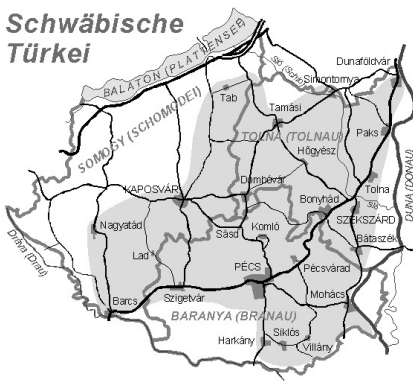 Schwäbische
Türkei
BALATON (PLATTENSEE)
Sió (Schio)
Dunaföldvár
Simontornya
Tab
Tamási
SOMOGY (SCHOMODEI)
TOLNA (TOLNAU)
Paks
Högyész
DUNA (DONAU)
Dombóvár
KAPOSVÁR
Tolna
Bonyhád
Sió
SZEKSZÁRD
Nagyatád
Sásd
Komló
Bátaszék
Dráva (Drau)
Lad
PÉCS
Pécsvárad
Barcs
Szigetvár
Mohács
BARANYA (BRANAU)
Siklós
Harkány
Villány